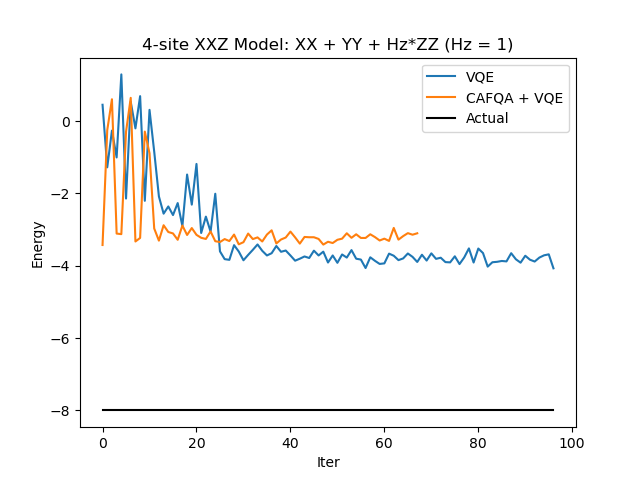 4-site XXZ Model: XX + YY + Hz*ZZ (Hz = 1)
VQE
CAFQA + VQE
Actual
Energy
0
−2
−4
−6
−8
0 20 40 60 80 100
Iter